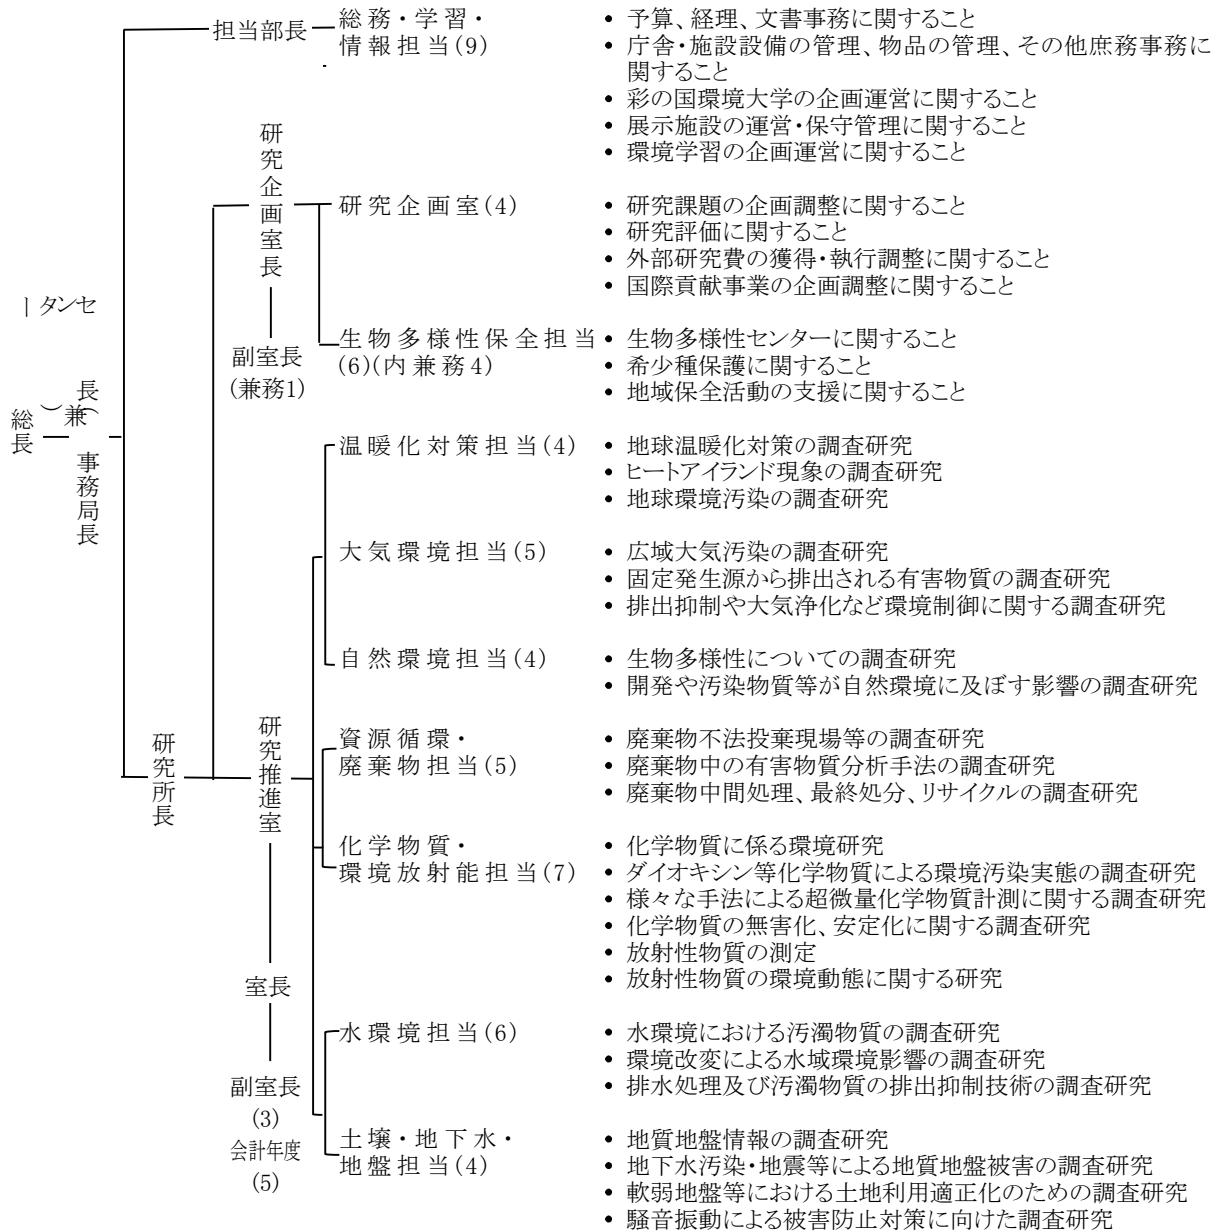 担当部長
総務・学習・
情報担当(9)
• 予算、経理、文書事務に関すること
• 庁舎・施設設備の管理、物品の管理、その他庶務事務に
関すること
• 彩の国環境大学の企画運営に関すること
• 展示施設の運営・保守管理に関すること
• 環境学習の企画運営に関すること
研究企画室長
研究企画室(4)
• 研究課題の企画調整に関すること
• 研究評価に関すること
• 外部研究費の獲得・執行調整に関すること
• 国際貢献事業の企画調整に関すること
副室長
(兼務1)
生物多様性保全担当
(6)(内兼務4)
• 生物多様性センターに関すること
• 希少種保護に関すること
• 地域保全活動の支援に関すること
総長
センター長(兼)
事務局長
温暖化対策担当(4)
• 地球温暖化対策の調査研究
• ヒートアイランド現象の調査研究
• 地球環境汚染の調査研究
大気環境担当(5)
• 広域大気汚染の調査研究
• 固定発生源から排出される有害物質の調査研究
• 排出抑制や大気浄化など環境制御に関する調査研究
自然環境担当(4)
• 生物多様性についての調査研究
• 開発や汚染物質等が自然環境に及ぼす影響の調査研究
研究所長
研究推進室
資源循環・
廃棄物担当(5)
• 廃棄物不法投棄現場等の調査研究
• 廃棄物中の有害物質分析手法の調査研究
• 廃棄物中間処理、最終処分、リサイクルの調査研究
化学物質・
環境放射能担当(7)
• 化学物質に係る環境研究
• ダイオキシン等化学物質による環境汚染実態の調査研究
• 様々な手法による超微量化学物質計測に関する調査研究
• 化学物質の無害化、安定化に関する調査研究
• 放射性物質の測定
• 放射性物質の環境動態に関する研究
室長
副室長
(3)
会計年度
(5)
水環境担当(6)
• 水環境における汚濁物質の調査研究
• 環境改変による水域環境影響の調査研究
• 排水処理及び汚濁物質の排出抑制技術の調査研究
土壌・地下水・
地盤担当(4)
• 地質地盤情報の調査研究
• 地下水汚染・地震等による地質地盤被害の調査研究
• 軟弱地盤等における土地利用適正化のための調査研究
• 騒音振動による被害防止対策に向けた調査研究